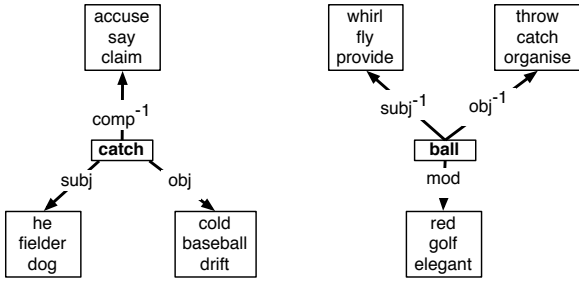 accuse
say
claim
comp-1
catch
subj
obj
he
fielder
dog
cold
baseball
drift
whirl
fly
provide
throw
catch
organise
subj-1
obj-1
ball
mod
red
golf
elegant